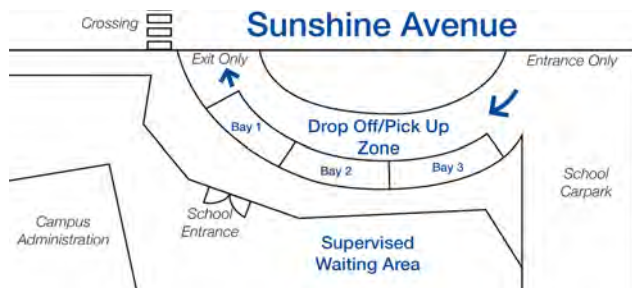 Crossing
Sunshine Avenue
Exit Only
Entrance Only
Bay 1
Drop Off/Pick Up
Zone
Bay 2
Bay 3
School
Carpark
School
Entrance
Campus
Administration
Supervised
Waiting Area